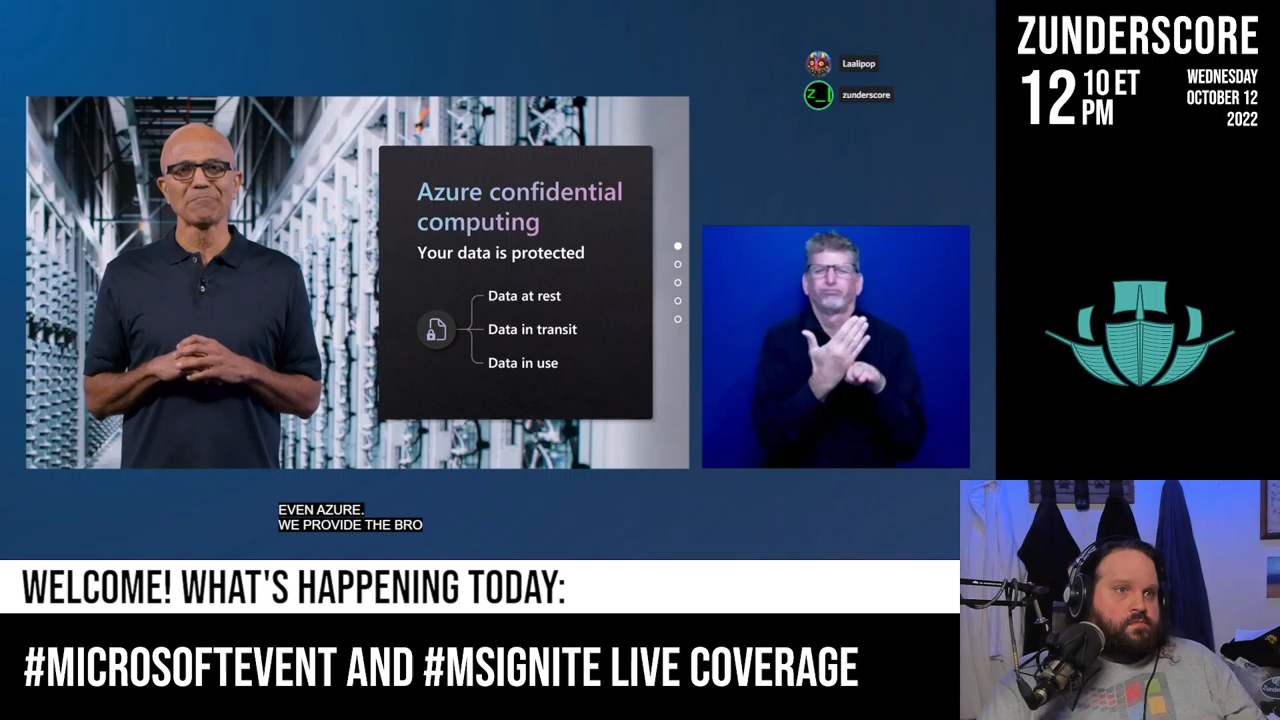 ZUNDERSCORE
12 10 ET
PM
WEDNESDAY
OCTOBER 12
2022
Laalipop
z_
zunderscore
Azure confidential
computing
Your data is protected
Data at rest
Data in transit
Data in use
EVEN AZURE.
WE PROVIDE THE BRO
WELCOME! WHAT'S HAPPENING TODAY:
#MICROSOFTEVENT AND #MSIGNITE LIVE COVERAGE